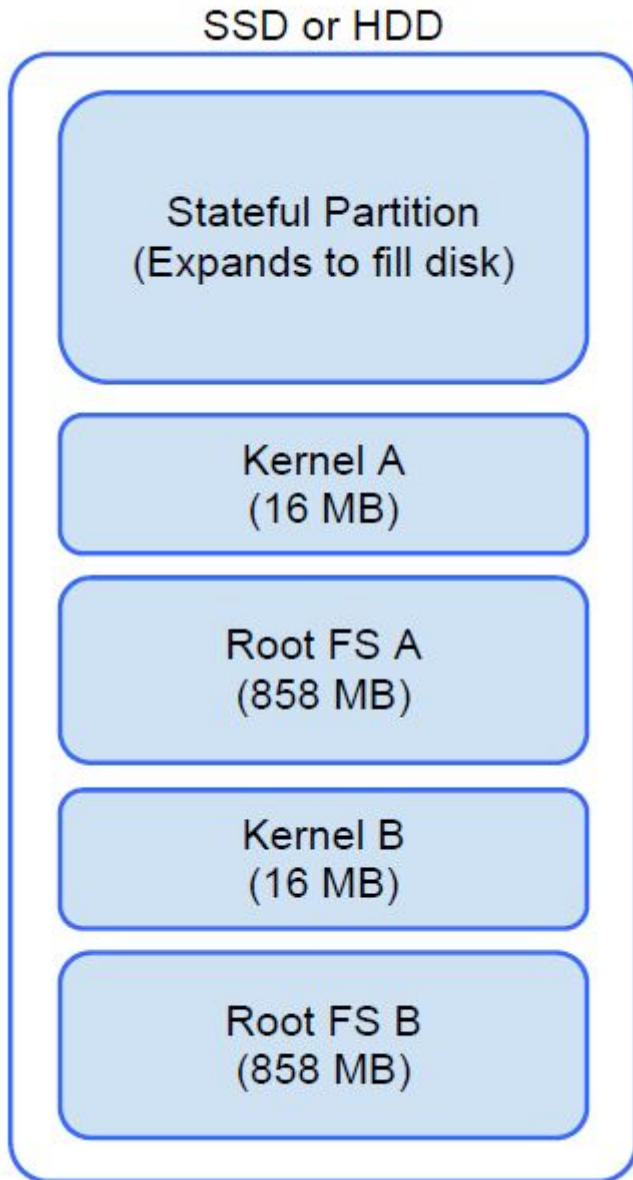 SSD or HDD
Stateful Partition
(Expands to fill disk)
Kernel A
(16 MB)
Root FS A
(858 MB)
Kernel B
(16 MB)
Root FS B
(858 MB)